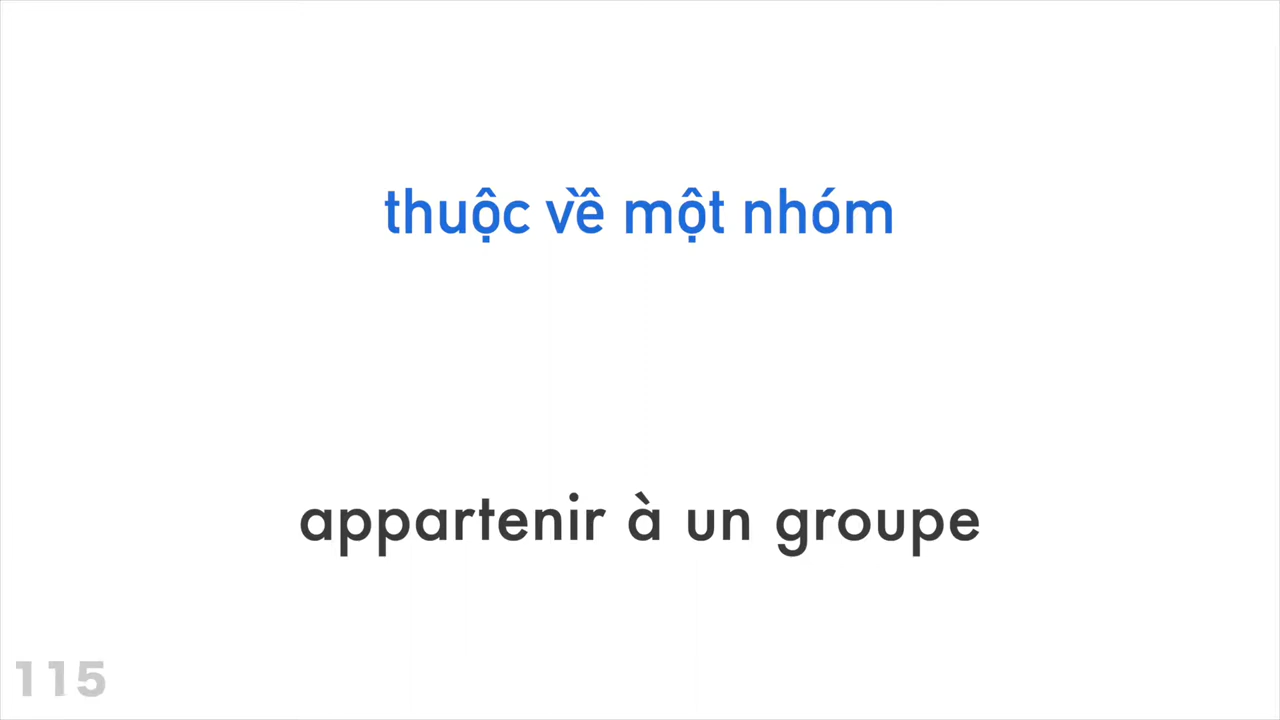 thuộc về một nhóm
appartenir à un groupe
115